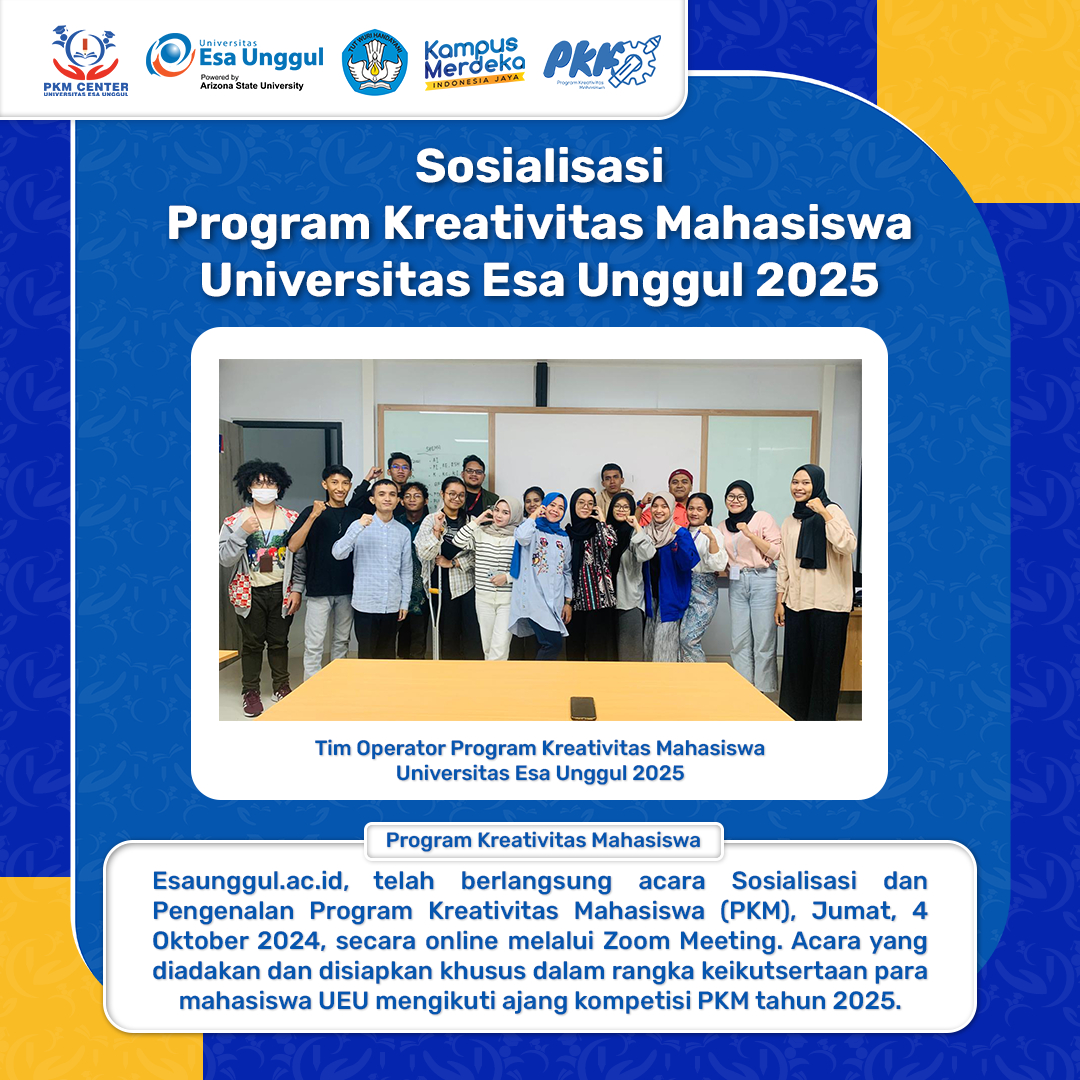 PKM CENTER
UNIVERSITAS ESA UNGGUL
Universitas
Esa Unggul
Powered by
Arizona State University
TUT WURI HANDAYANI
Kampus
Merdeka
INDONESIA JAYA
PKM
Program Kreativitas
Mahasiswa
Sosialisasi
Program Kreativitas Mahasiswa
Universitas Esa Unggul 2025
Tim Operator Program Kreativitas Mahasiswa
Universitas Esa Unggul 2025
Program Kreativitas Mahasiswa
Esaunggul.ac.id, telah berlangsung acara Sosialisasi dan
Pengenalan Program Kreativitas Mahasiswa (PKM), Jumat, 4
Oktober 2024, secara online melalui Zoom Meeting. Acara yang
diadakan dan disiapkan khusus dalam rangka keikutsertaan para
mahasiswa UEU mengikuti ajang kompetisi PKM tahun 2025.